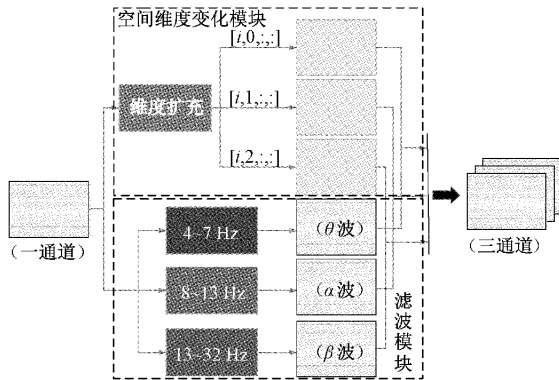 空间维度变化模块
[i,0,:,:]
维度扩充
[i,1,:,:]
[i,2,:,:]
(一通道)
(三通道)
4–7 Hz
(θ波)
8–13 Hz
(α波)
13–32 Hz
(β波)
滤波模块